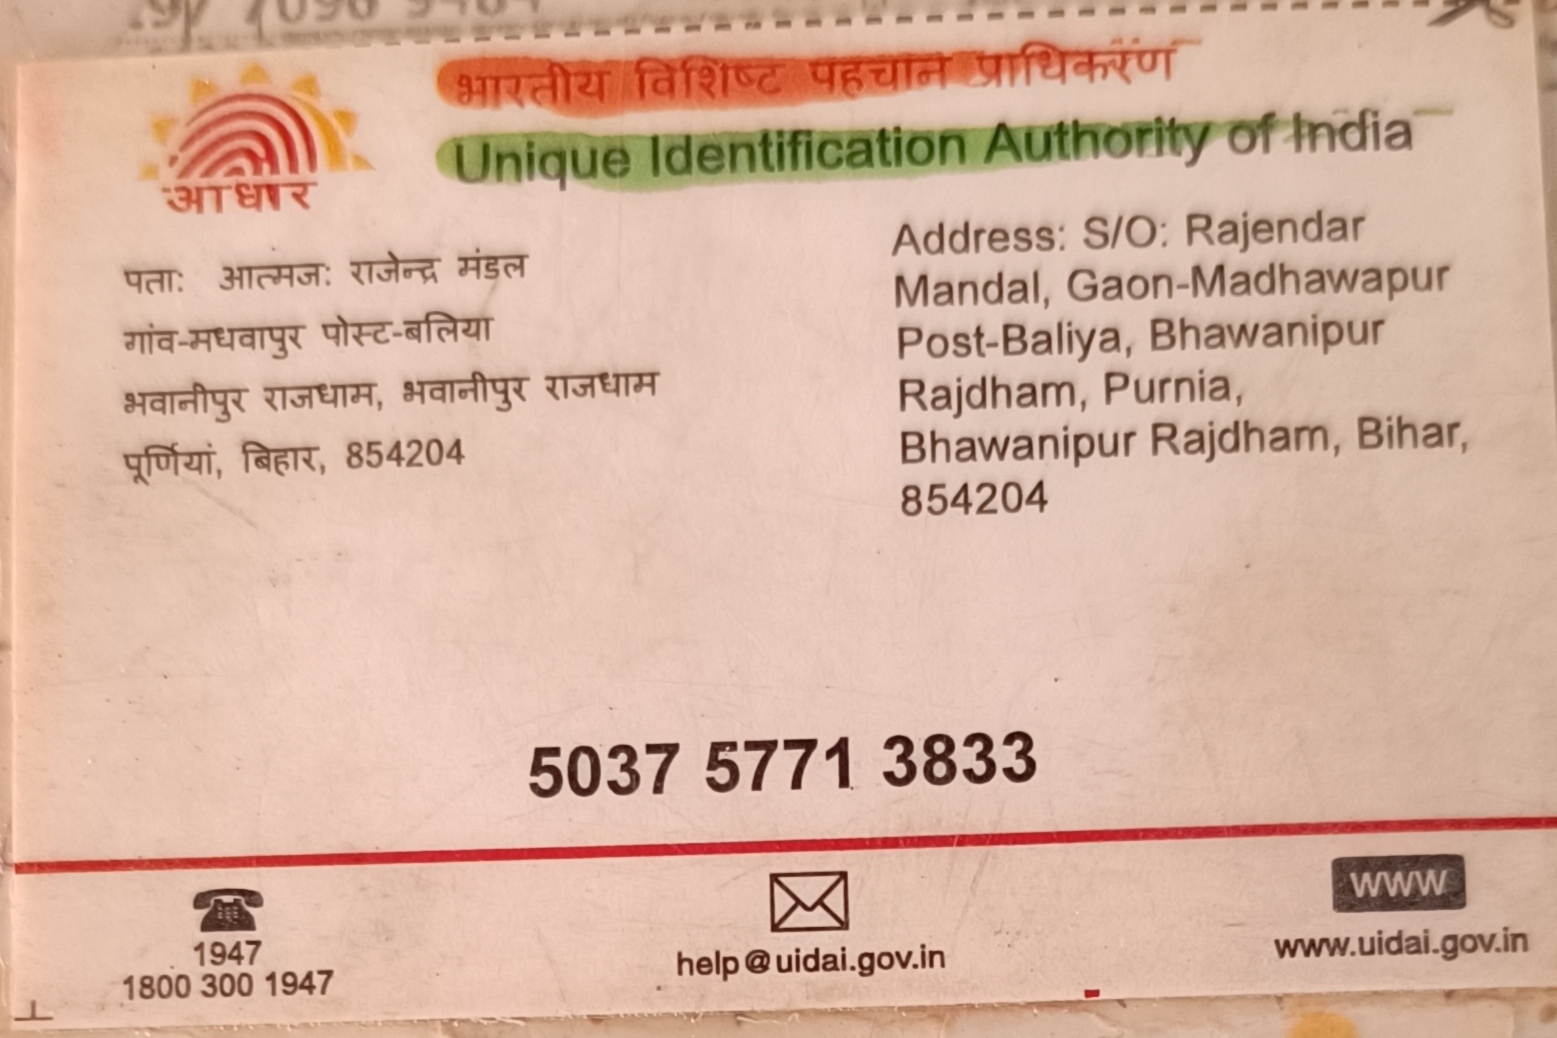 भारतीय विशिष्ट पहचान प्राधिकरण
Unique Identification Authority of India
आधार
पता: आत्मज: राजेन्द्र मंडल
गांव-मधवापुर पोस्ट-बलिया
भवानीपुर राजधाम, भवानीपुर राजधाम
पूर्णियां, बिहार, 854204
Address: S/O: Rajendar
Mandal, Gaon-Madhawapur
Post-Baliya, Bhawanipur
Rajdham, Purnia,
Bhawanipur Rajdham, Bihar,
854204
5037 5771 3833
1947
1800 300 1947
help@uidai.gov.in
WWW
www.uidai.gov.in